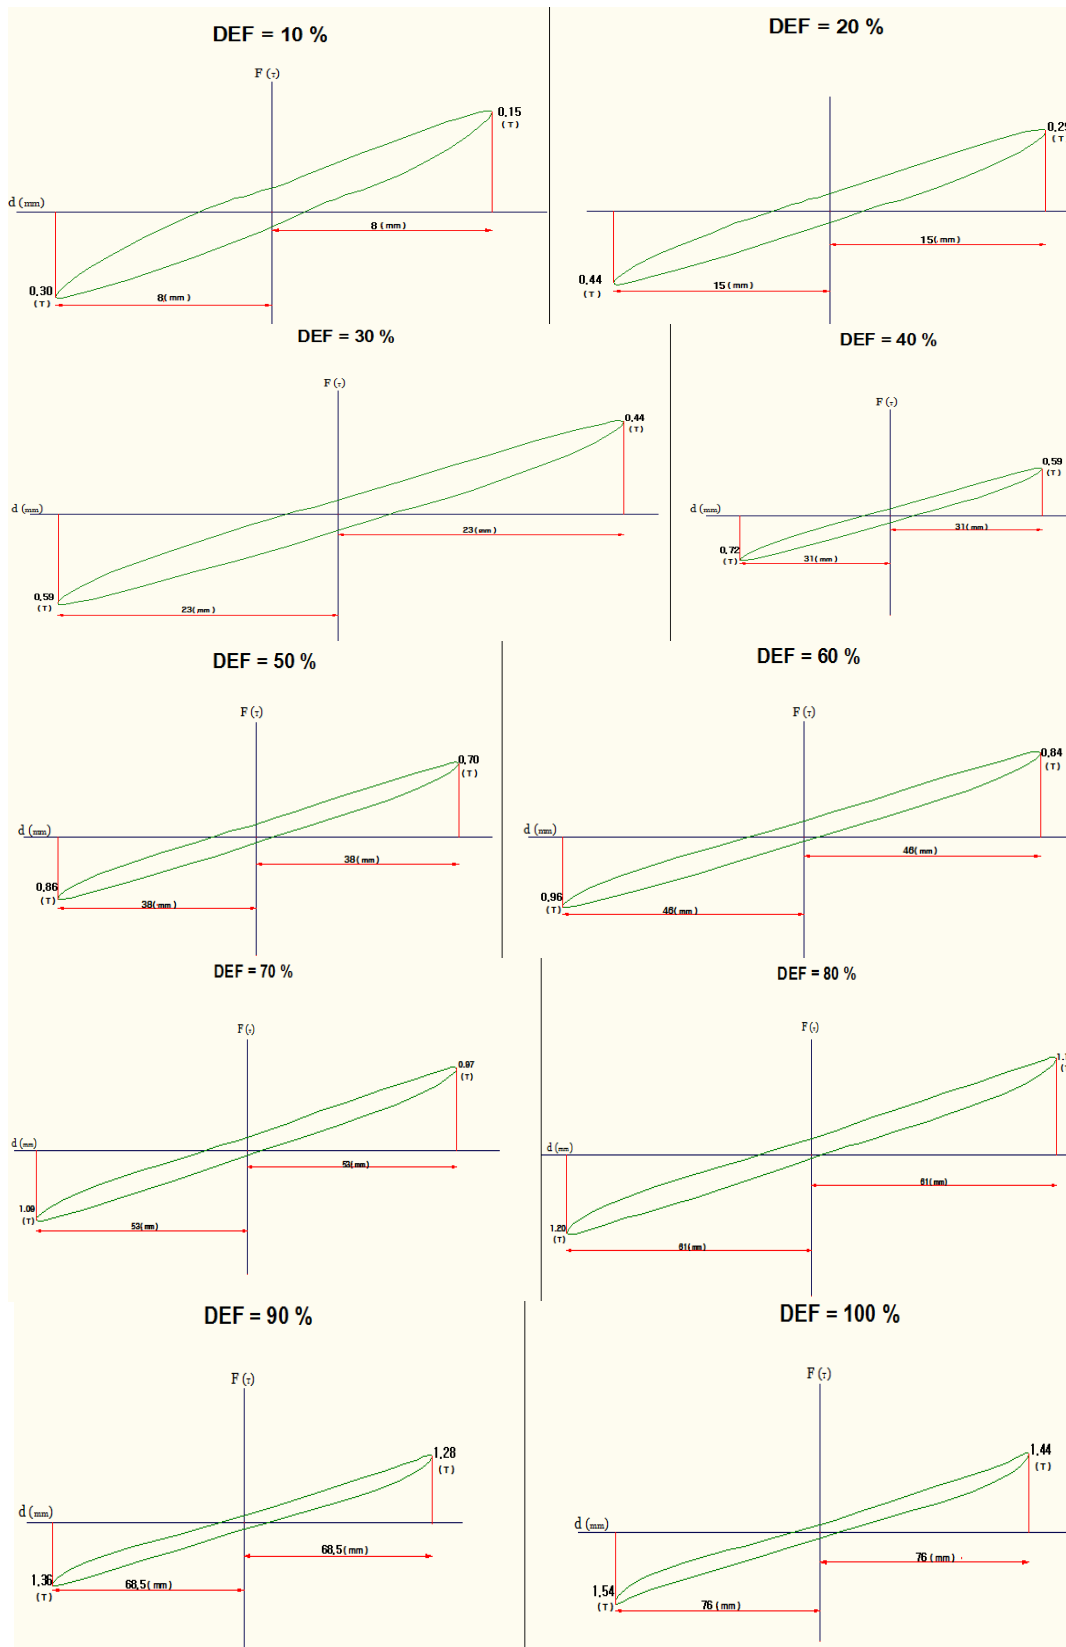 DEF = 10 %
F (T)
0.15
(T)
d (mm)
8(mm)
0.30
(T)
8(mm)
DEF = 20 %
0.29
(T)
15(mm)
0.44
(T)
15(mm)
DEF = 30 %
F (T)
0.44
(T)
d (mm)
23(mm)
0.59
(T)
23(mm)
DEF = 40 %
F (T)
0.59
(T)
d (mm)
31(mm)
0.72
(T)
31(mm)
DEF = 50 %
F (T)
0.70
(T)
d (mm)
38(mm)
0.86
(T)
38(mm)
DEF = 60 %
F (T)
0.84
(T)
d (mm)
46(mm)
0.96
(T)
46(mm)
DEF = 70 %
F (T)
0.97
(T)
d (mm)
53(mm)
1.09
(T)
53(mm)
DEF = 80 %
F (T)
d (mm)
61(mm)
1.20
(T)
61(mm)
DEF = 90 %
F (T)
1.28
(T)
d (mm)
68.5(mm)
1.36
(T)
68.5(mm)
DEF = 100 %
F (T)
1.44
(T)
d (mm)
76(mm)
1.54
(T)
76(mm)